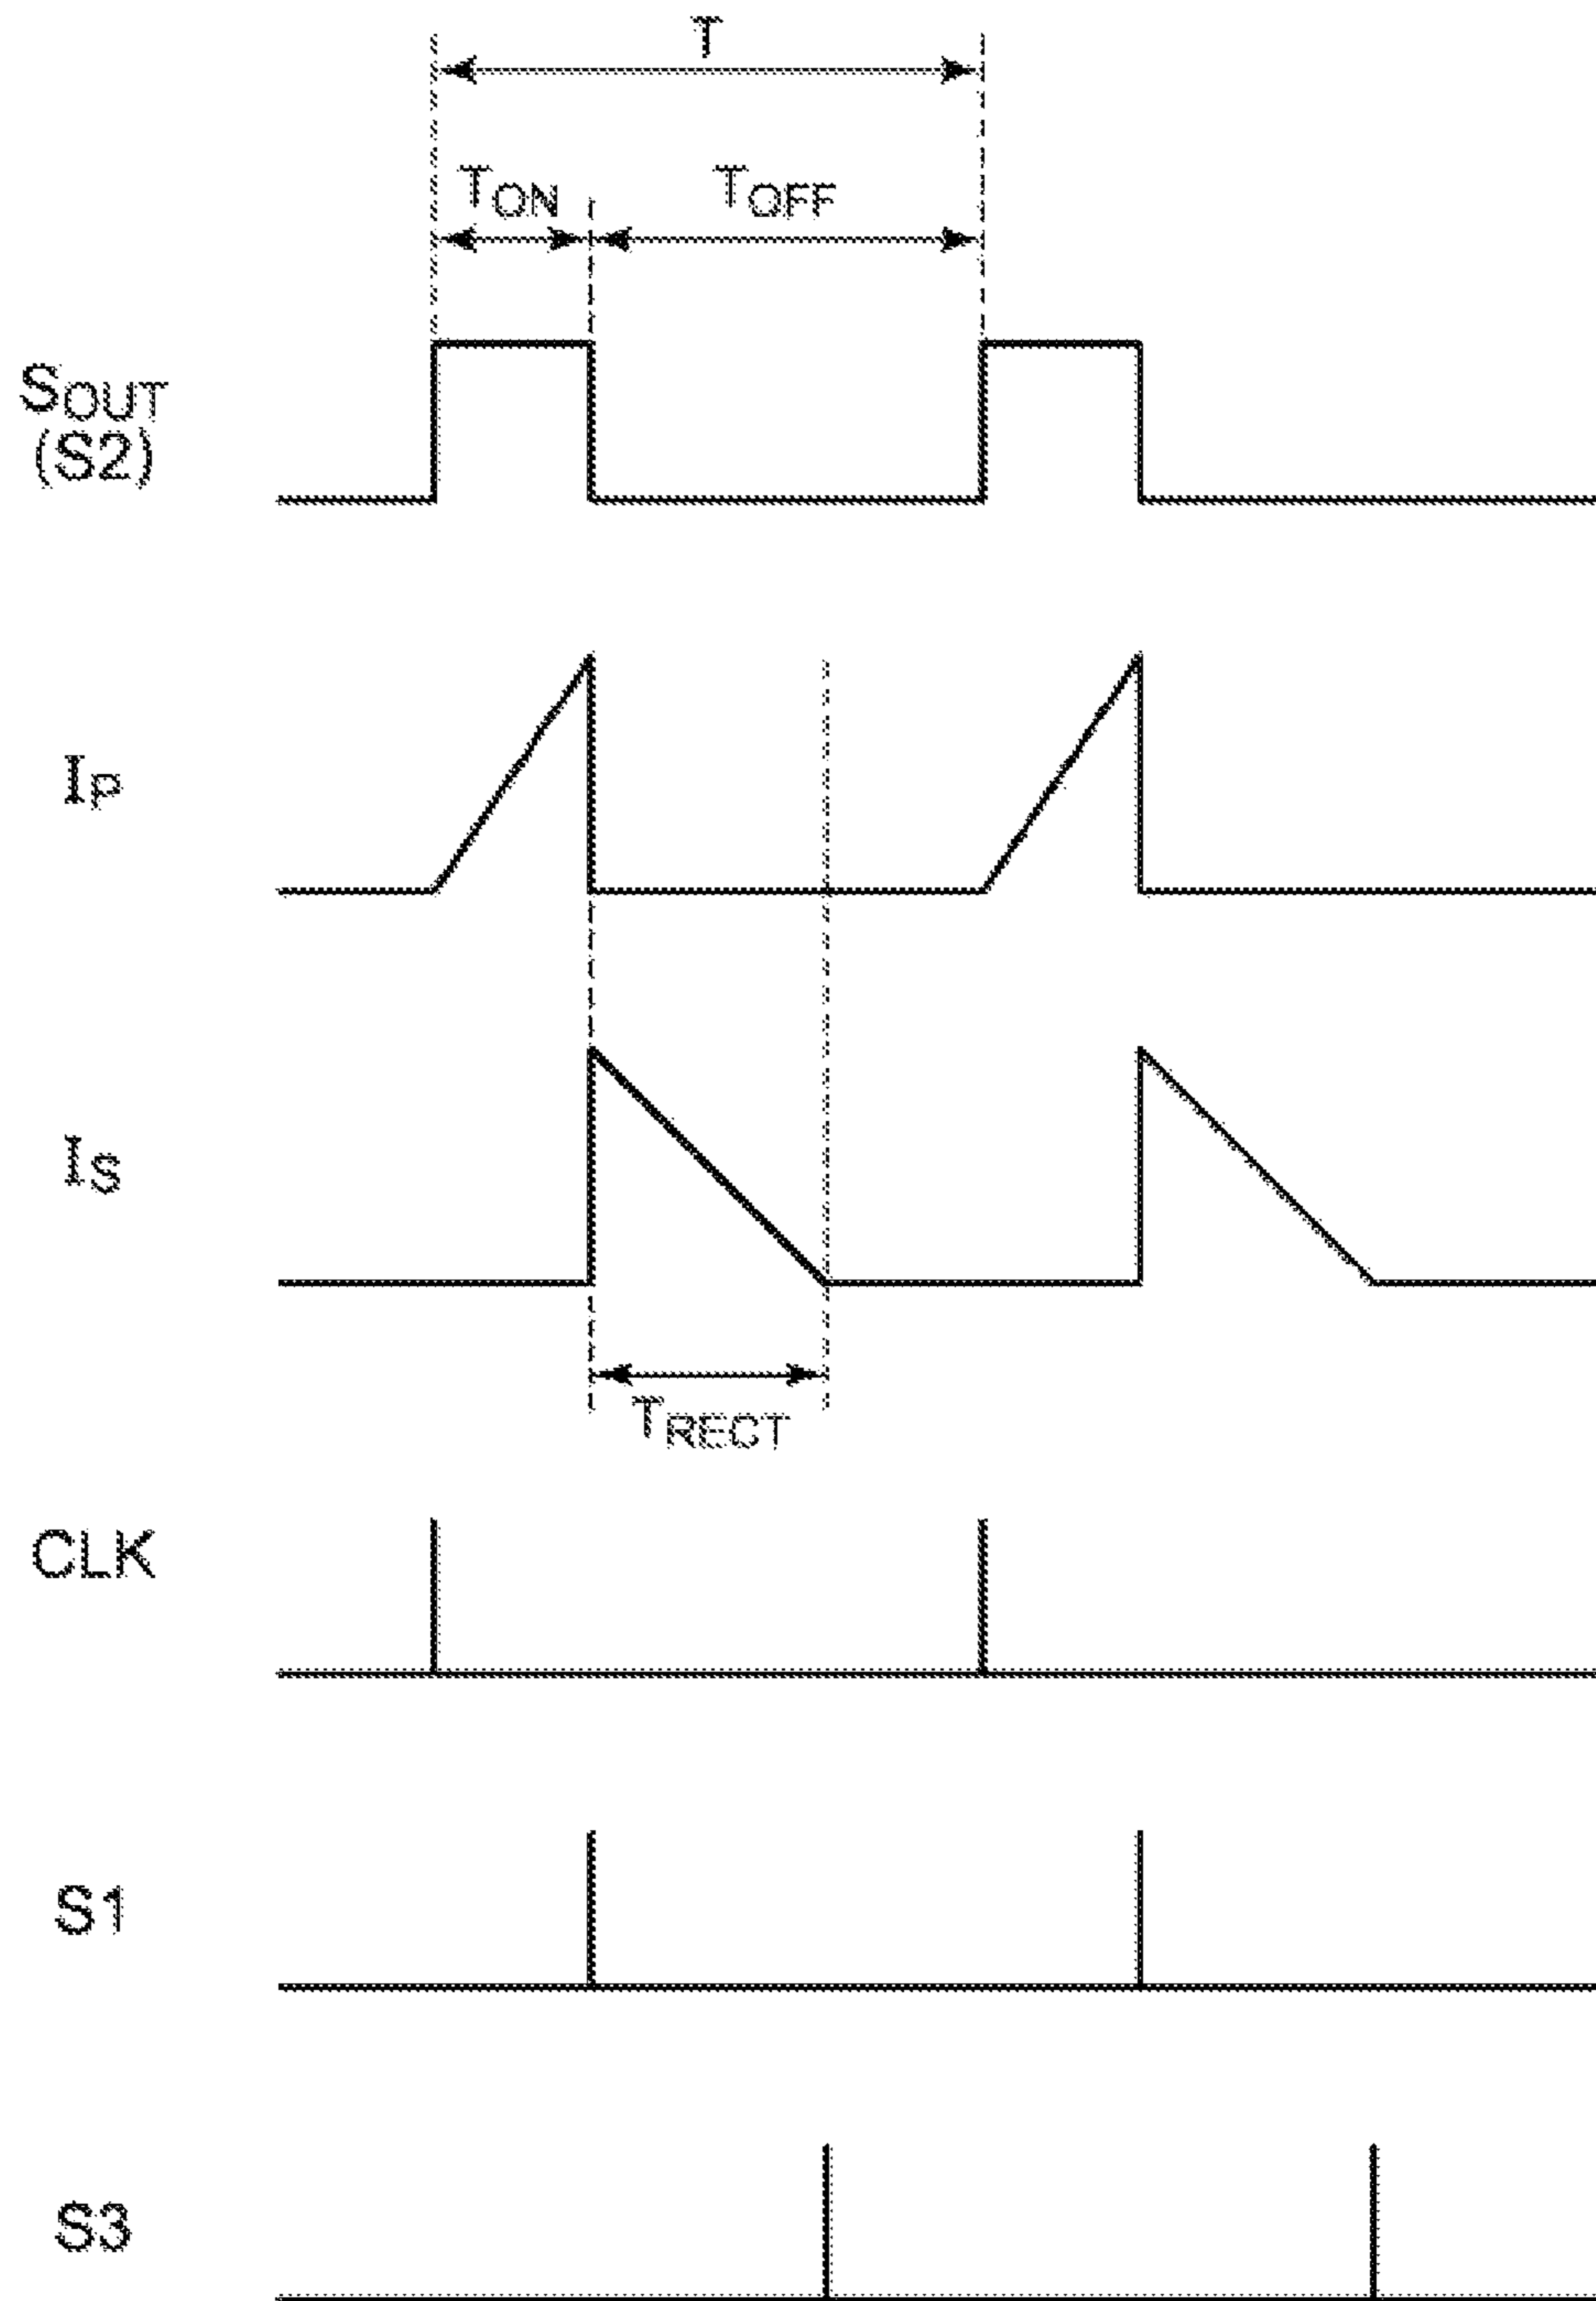 T
TON TOFF
SOUT
(S2)
IP
IS
TRECT
CLK
S1
S3